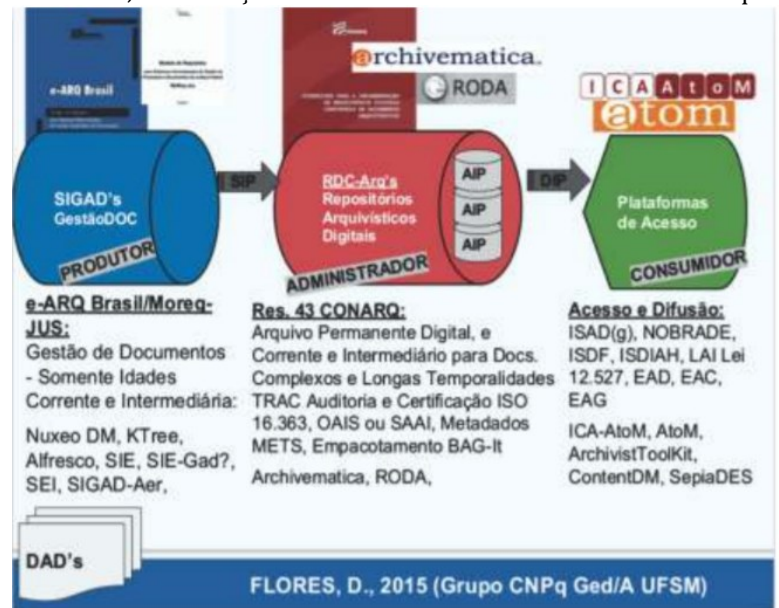 e-ARQ Brasil
archivematica.
RODA
ICAAtoM
atom
SIGAD's
GestãoDOC
PRODUTOR
SIP
RDC-Arq's
Repositórios
Arquivísticos
Digitais
AIP
AIP
AIP
ADMINISTRADOR
DIP
Plataformas
de Acesso
CONSUMIDOR
e-ARQ Brasil/Moreq-
JUS:
Gestão de Documentos
- Somente Idades
Corrente e Intermediária:
Nuxeo DM, KTree,
Alfresco, SIE, SIE-Gad?,
SEI, SIGAD-Aer,
Res. 43 CONARQ:
Arquivo Permanente Digital, e
Corrente e Intermediário para Docs.
Complexos e Longas Temporalidades
TRAC Auditoria e Certificação ISO
16.363, OAIS ou SAAI, Metadados
METS, Empacotamento BAG-It
Archivematica, RODA,
Acesso e Difusão:
ISAD(g), NOBRADE,
ISDF, ISDIAH, LAI Lei
12.527, EAD, EAC,
EAG
ICA-AtoM, AtoM,
ArchivistToolKit,
ContentDM, SepiaDES
DAD's
FLORES, D., 2015 (Grupo CNPq Ged/A UFSM)